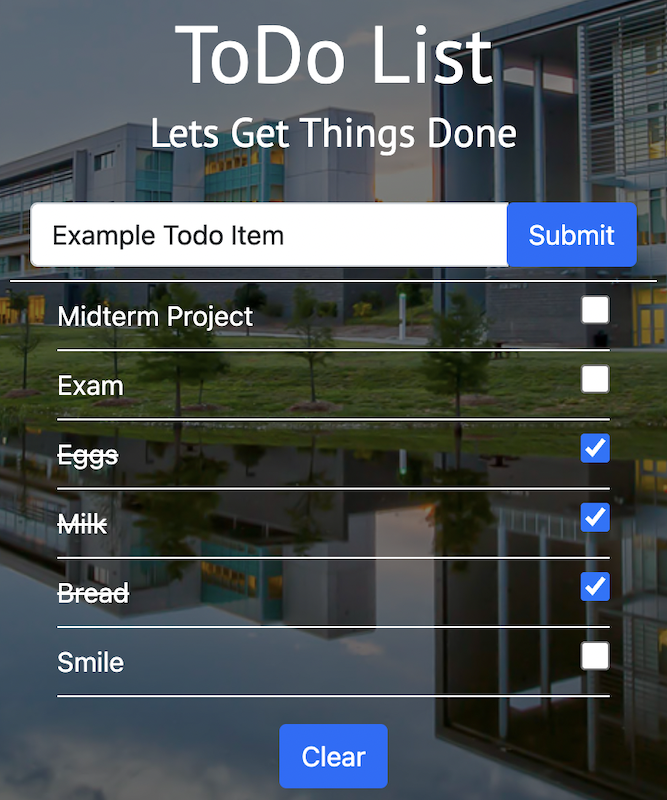 ToDo List
Lets Get Things Done
Example Todo Item
Submit
Midterm Project
Exam
Eggs
Milk
Bread
Smile
Clear